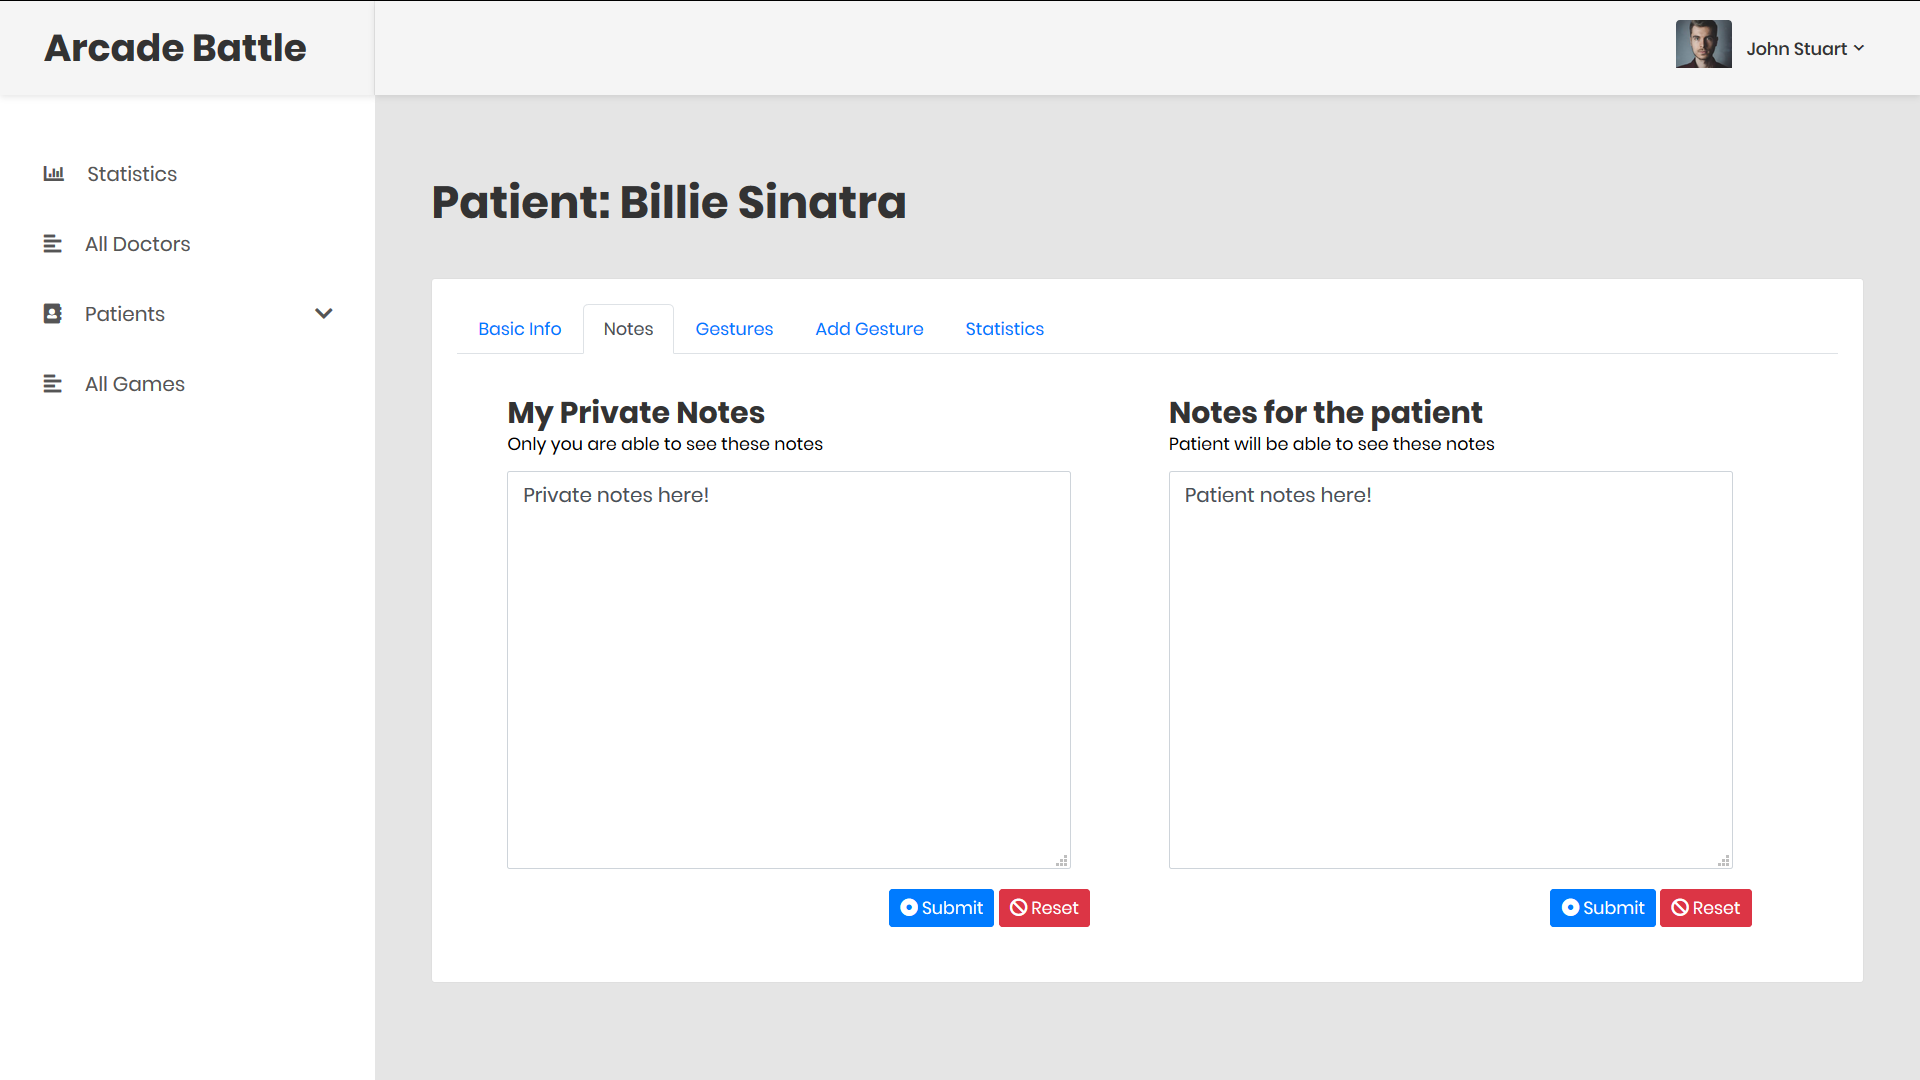 Arcade Battle
John Stuart
Statistics
All Doctors
Patients
All Games
Patient: Billie Sinatra
Basic Info
Notes
Gestures
Add Gesture
Statistics
My Private Notes
Only you are able to see these notes
Private notes here!
Submit
Reset
Notes for the patient
Patient will be able to see these notes
Patient notes here!
Submit
Reset